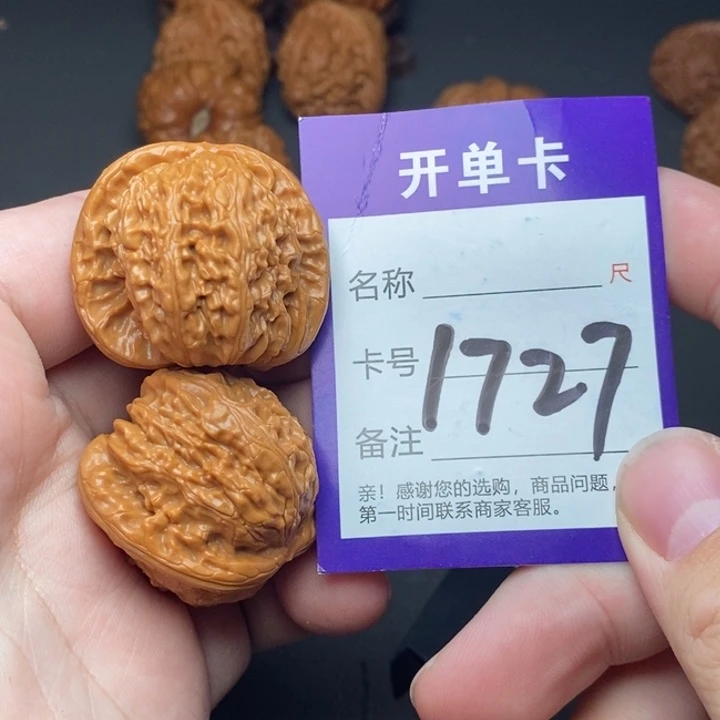 开单卡
名称 尺
卡号 1727
备注
亲！感谢您的选购，商品问题，
第一时间联系商家客服。